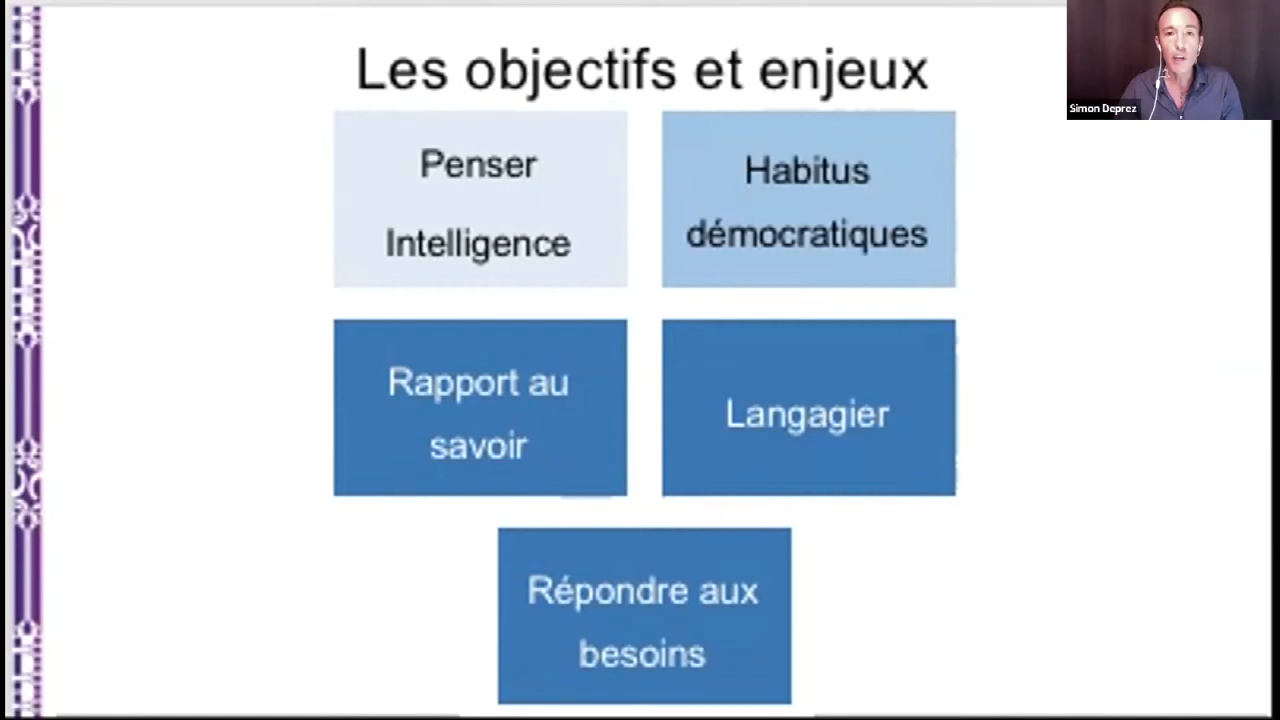 Les objectifs et enjeux
Simon Deprez
Penser
Intelligence
Habitus
démocratiques
Rapport au
savoir
Langagier
Répondre aux
besoins